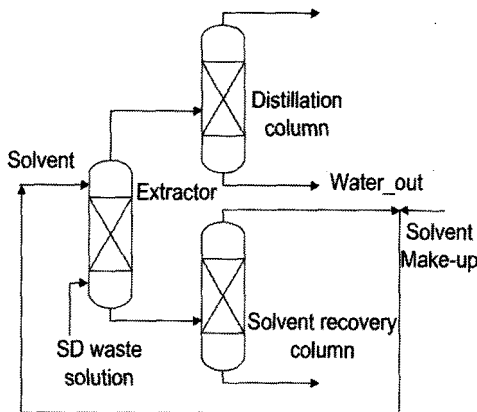 Distillation
column
Solvent
Extractor
Water_out
Solvent
Make-up
SD waste
solution
Solvent recovery
column